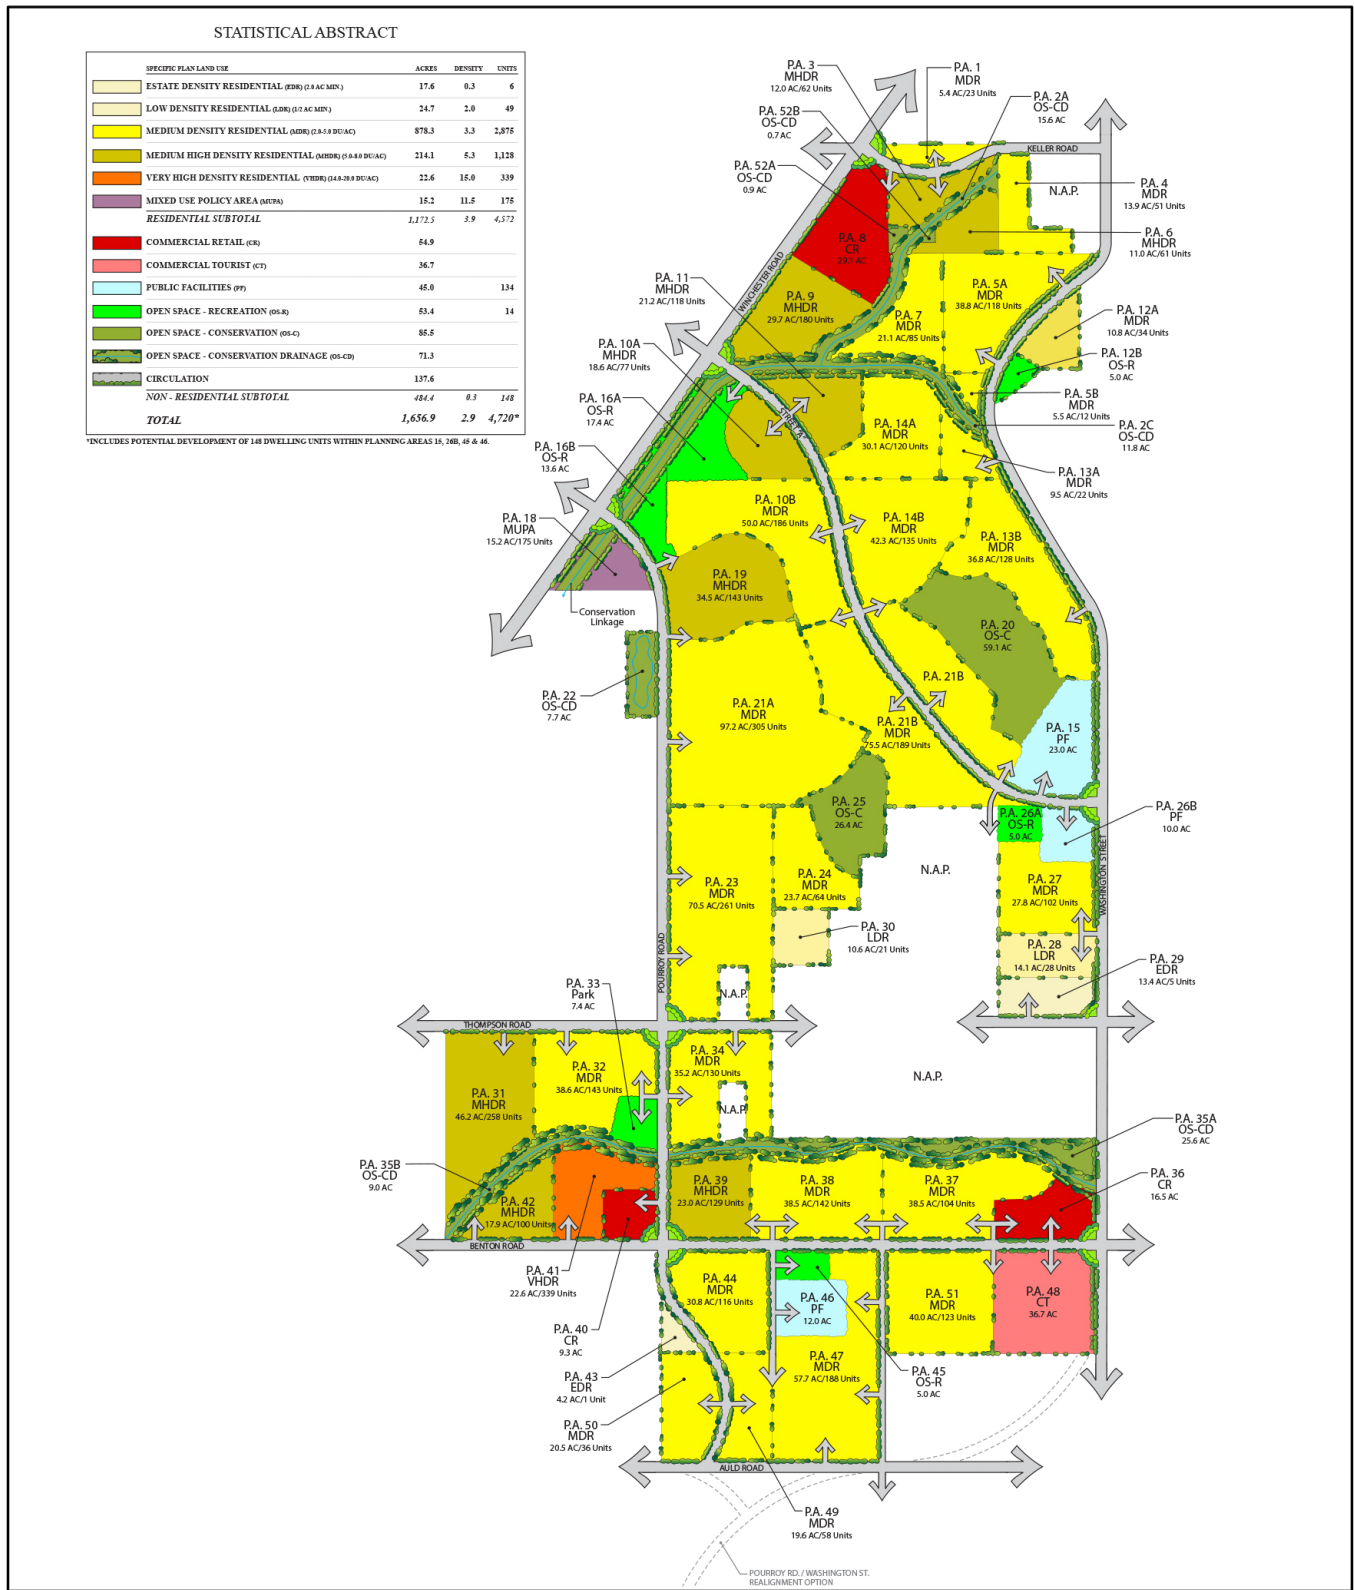 STATISTICAL ABSTRACT
SPECIFIC PLAN LAND USE ACRES DENSITY UNITS
ESTATE DENSITY RESIDENTIAL (EDR) (2.0 AC MIN.) 17.6 0.3 6
LOW DENSITY RESIDENTIAL (LDR) (1/2 AC MIN.) 24.7 2.0 49
MEDIUM DENSITY RESIDENTIAL (MDR) (2.0-5.0 DU/AC) 878.3 3.3 2,875
MEDIUM HIGH DENSITY RESIDENTIAL (MHDR) (5.0-8.0 DU/AC) 214.1 5.3 1,128
VERY HIGH DENSITY RESIDENTIAL (VHDR) (14.0-20.0 DU/AC) 22.6 15.0 339
MIXED USE POLICY AREA (MUPA) 15.2 11.5 175
RESIDENTIAL SUBTOTAL 1,172.5 3.9 4,572
COMMERCIAL RETAIL (CR) 54.9
COMMERCIAL TOURIST (CT) 36.7
PUBLIC FACILITIES (PF) 45.0 134
OPEN SPACE - RECREATION (OS-R) 53.4 14
OPEN SPACE - CONSERVATION (OS-C) 85.5
OPEN SPACE - CONSERVATION DRAINAGE (OS-CD) 71.3
CIRCULATION 137.6
NON - RESIDENTIAL SUBTOTAL 484.4 0.3 148
TOTAL 1,656.9 2.9 4,720*
*INCLUDES POTENTIAL DEVELOPMENT OF 148 DWELLING UNITS WITHIN PLANNING AREAS 15, 26B, 45 & 46.
P.A. 3
MHDR
12.0 AC/62 Units
P.A. 1
MDR
5.4 AC/23 Units
P.A. 2A
OS-CD
15.6 AC
P.A. 52B
OS-CD
0.7 AC
P.A. 52A
OS-CD
0.9 AC
KELLER ROAD
N.A.P.
P.A. 4
MDR
13.9 AC/51 Units
P.A. 6
MHDR
11.0 AC/61 Units
P.A. 8
CR
29.1 AC
WINCHESTER ROAD
P.A. 11
MHDR
21.2 AC/118 Units
P.A. 9
MHDR
29.7 AC/180 Units
P.A. 5A
MDR
38.8 AC/118 Units
P.A. 7
MDR
21.1 AC/85 Units
P.A. 12A
MDR
10.8 AC/34 Units
P.A. 12B
OS-R
5.0 AC
P.A. 10A
MHDR
18.6 AC/77 Units
P.A. 5B
MDR
5.5 AC/12 Units
P.A. 16A
OS-R
17.4 AC
STREET 'A'
P.A. 14A
MDR
30.1 AC/120 Units
P.A. 2C
OS-CD
11.8 AC
P.A. 16B
OS-R
13.6 AC
P.A. 13A
MDR
9.5 AC/22 Units
P.A. 10B
MDR
50.0 AC/186 Units
P.A. 18
MUPA
15.2 AC/175 Units
P.A. 14B
MDR
42.3 AC/135 Units
P.A. 13B
MDR
36.8 AC/128 Units
P.A. 19
MHDR
34.5 AC/143 Units
Conservation
Linkage
P.A. 20
OS-C
59.1 AC
P.A. 22
OS-CD
7.7 AC
P.A. 21B
P.A. 21A
MDR
97.2 AC/305 Units
P.A. 21B
MDR
75.5 AC/189 Units
P.A. 15
PF
23.0 AC
P.A. 25
OS-C
26.4 AC
P.A. 26A
OS-R
5.0 AC
P.A. 26B
PF
10.0 AC
WASHINGTON STREET
N.A.P.
P.A. 23
MDR
70.5 AC/261 Units
P.A. 24
MDR
23.7 AC/64 Units
P.A. 27
MDR
27.8 AC/102 Units
P.A. 30
LDR
10.6 AC/21 Units
P.A. 28
LDR
14.1 AC/28 Units
P.A. 29
EDR
13.4 AC/5 Units
POURROY ROAD
P.A. 33
Park
7.4 AC
N.A.P.
THOMPSON ROAD
P.A. 32
MDR
38.6 AC/143 Units
P.A. 34
MDR
35.2 AC/130 Units
N.A.P.
P.A. 31
MHDR
46.2 AC/258 Units
N.A.P.
P.A. 35A
OS-CD
25.6 AC
P.A. 35B
OS-CD
9.0 AC
P.A. 36
CR
16.5 AC
P.A. 42
MHDR
17.9 AC/100 Units
P.A. 39
MHDR
23.0 AC/129 Units
P.A. 38
MDR
38.5 AC/142 Units
P.A. 37
MDR
38.5 AC/104 Units
BENTON ROAD
P.A. 41
VHDR
22.6 AC/339 Units
P.A. 44
MDR
30.8 AC/116 Units
P.A. 46
PF
12.0 AC
P.A. 51
MDR
40.0 AC/123 Units
P.A. 48
CT
36.7 AC
P.A. 40
CR
9.3 AC
P.A. 47
MDR
57.7 AC/188 Units
P.A. 45
OS-R
5.0 AC
P.A. 43
EDR
4.2 AC/1 Unit
P.A. 50
MDR
20.5 AC/36 Units
AULD ROAD
P.A. 49
MDR
19.6 AC/58 Units
POURROY RD. / WASHINGTON ST.
REALIGNMENT OPTION